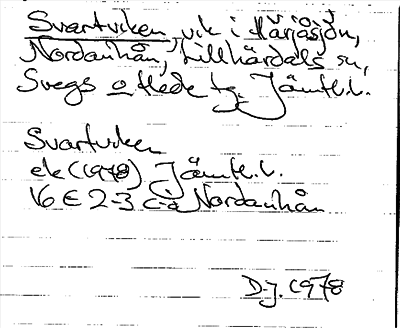 Svartviken, vik i Härjåsjön,
Nordanhån, Lillhärdals sn,
Svegs o Hede tg. Jämtl.l.
Svartviken
ek (1978) Jämtl.l.
16 E 2-3 c-d Nordanhån
D-j. (1978